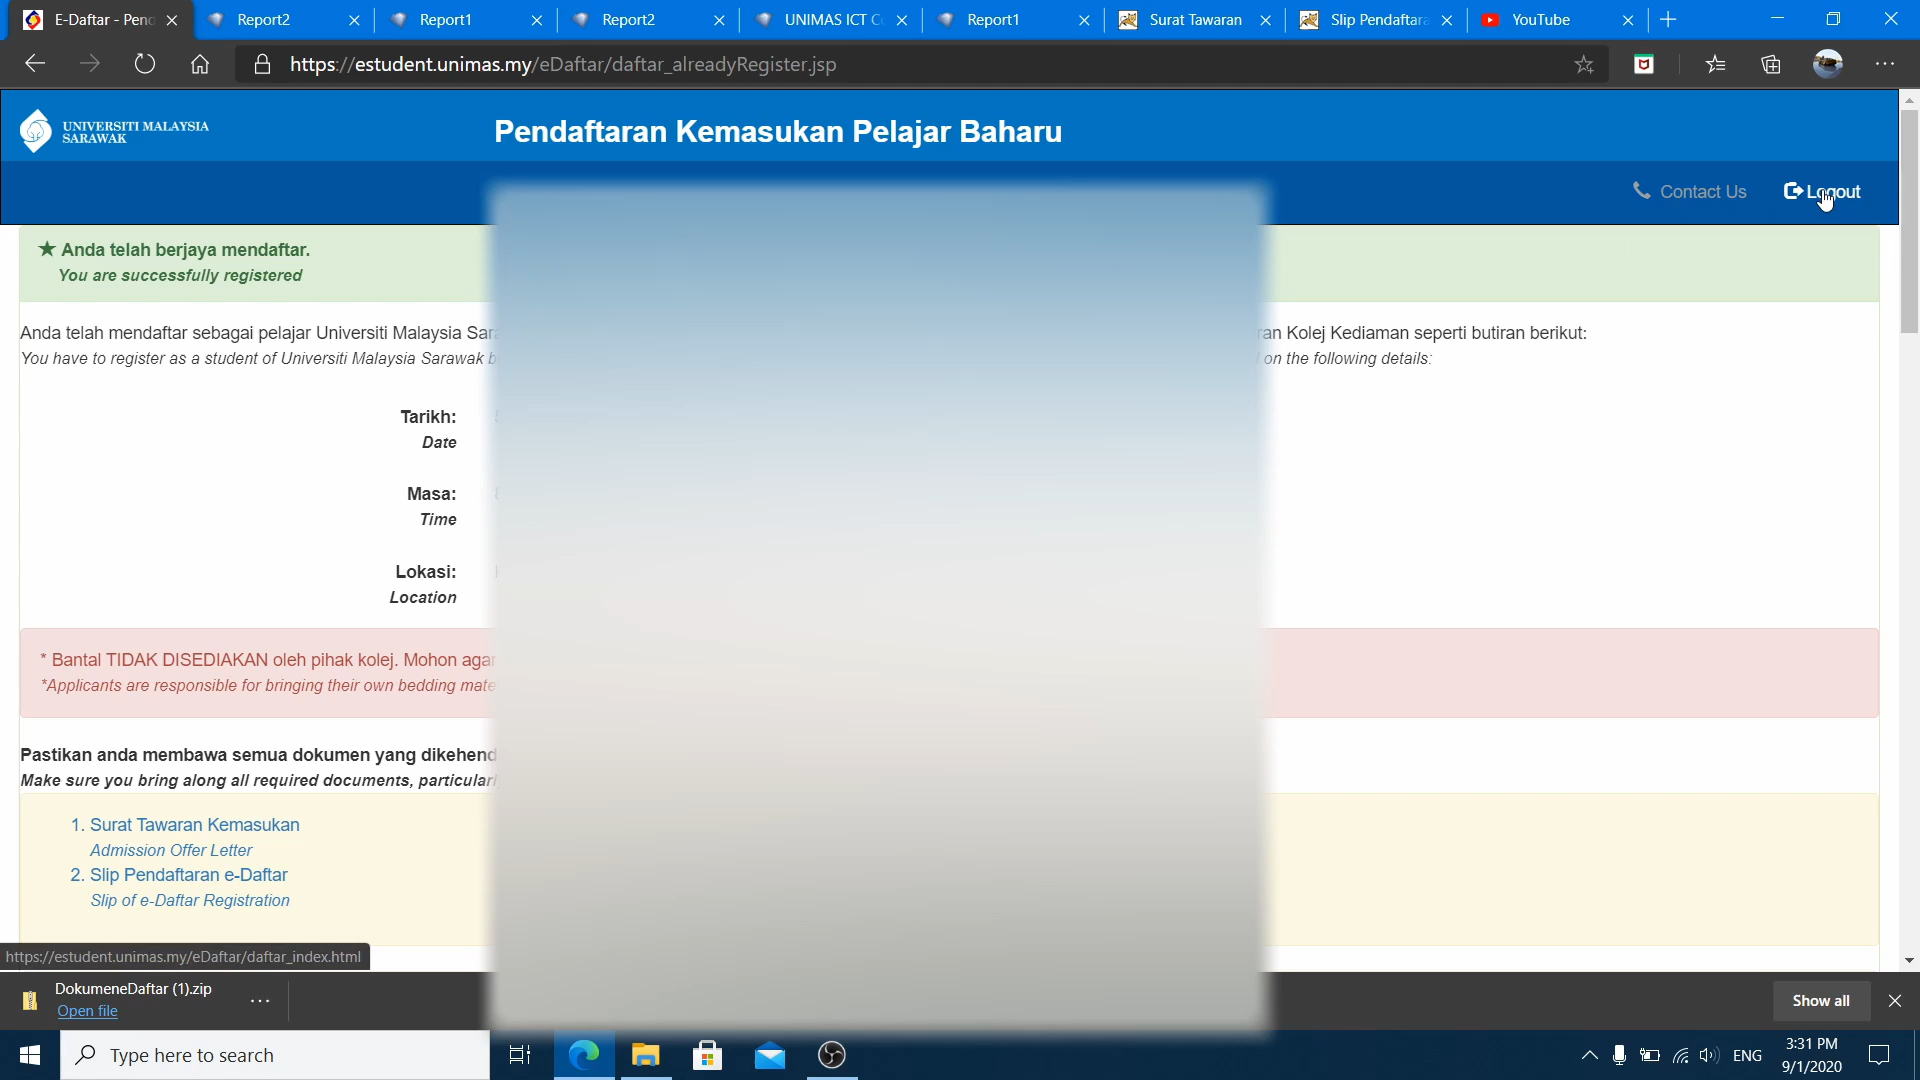 E-Daftar - Pend
Report2
Report1
Report2
UNIMAS ICT C
Report1
Surat Tawaran
Slip Pendaftara
YouTube
https://estudent.unimas.my/eDaftar/daftar_alreadyRegister.jsp
UNIVERSITI MALAYSIA
SARAWAK
Pendaftaran Kemasukan Pelajar Baharu
Contact Us
Logout
★ Anda telah berjaya mendaftar.
You are successfully registered
Anda telah mendaftar sebagai pelajar Universiti Malaysia Sara
ran Kolej Kediaman seperti butiran berikut:
You have to register as a student of Universiti Malaysia Sarawak b
on the following details:
Tarikh:
Date
Masa:
Time
Lokasi:
Location
* Bantal TIDAK DISEDIAKAN oleh pihak kolej. Mohon agar
*Applicants are responsible for bringing their own bedding mate
Pastikan anda membawa semua dokumen yang dikehend
Make sure you bring along all required documents, particularl
1. Surat Tawaran Kemasukan
Admission Offer Letter
2. Slip Pendaftaran e-Daftar
Slip of e-Daftar Registration
https://estudent.unimas.my/eDaftar/daftar_index.html
DokumeneDaftar (1).zip
Open file
Show all
Type here to search
ENG
3:31 PM
9/1/2020